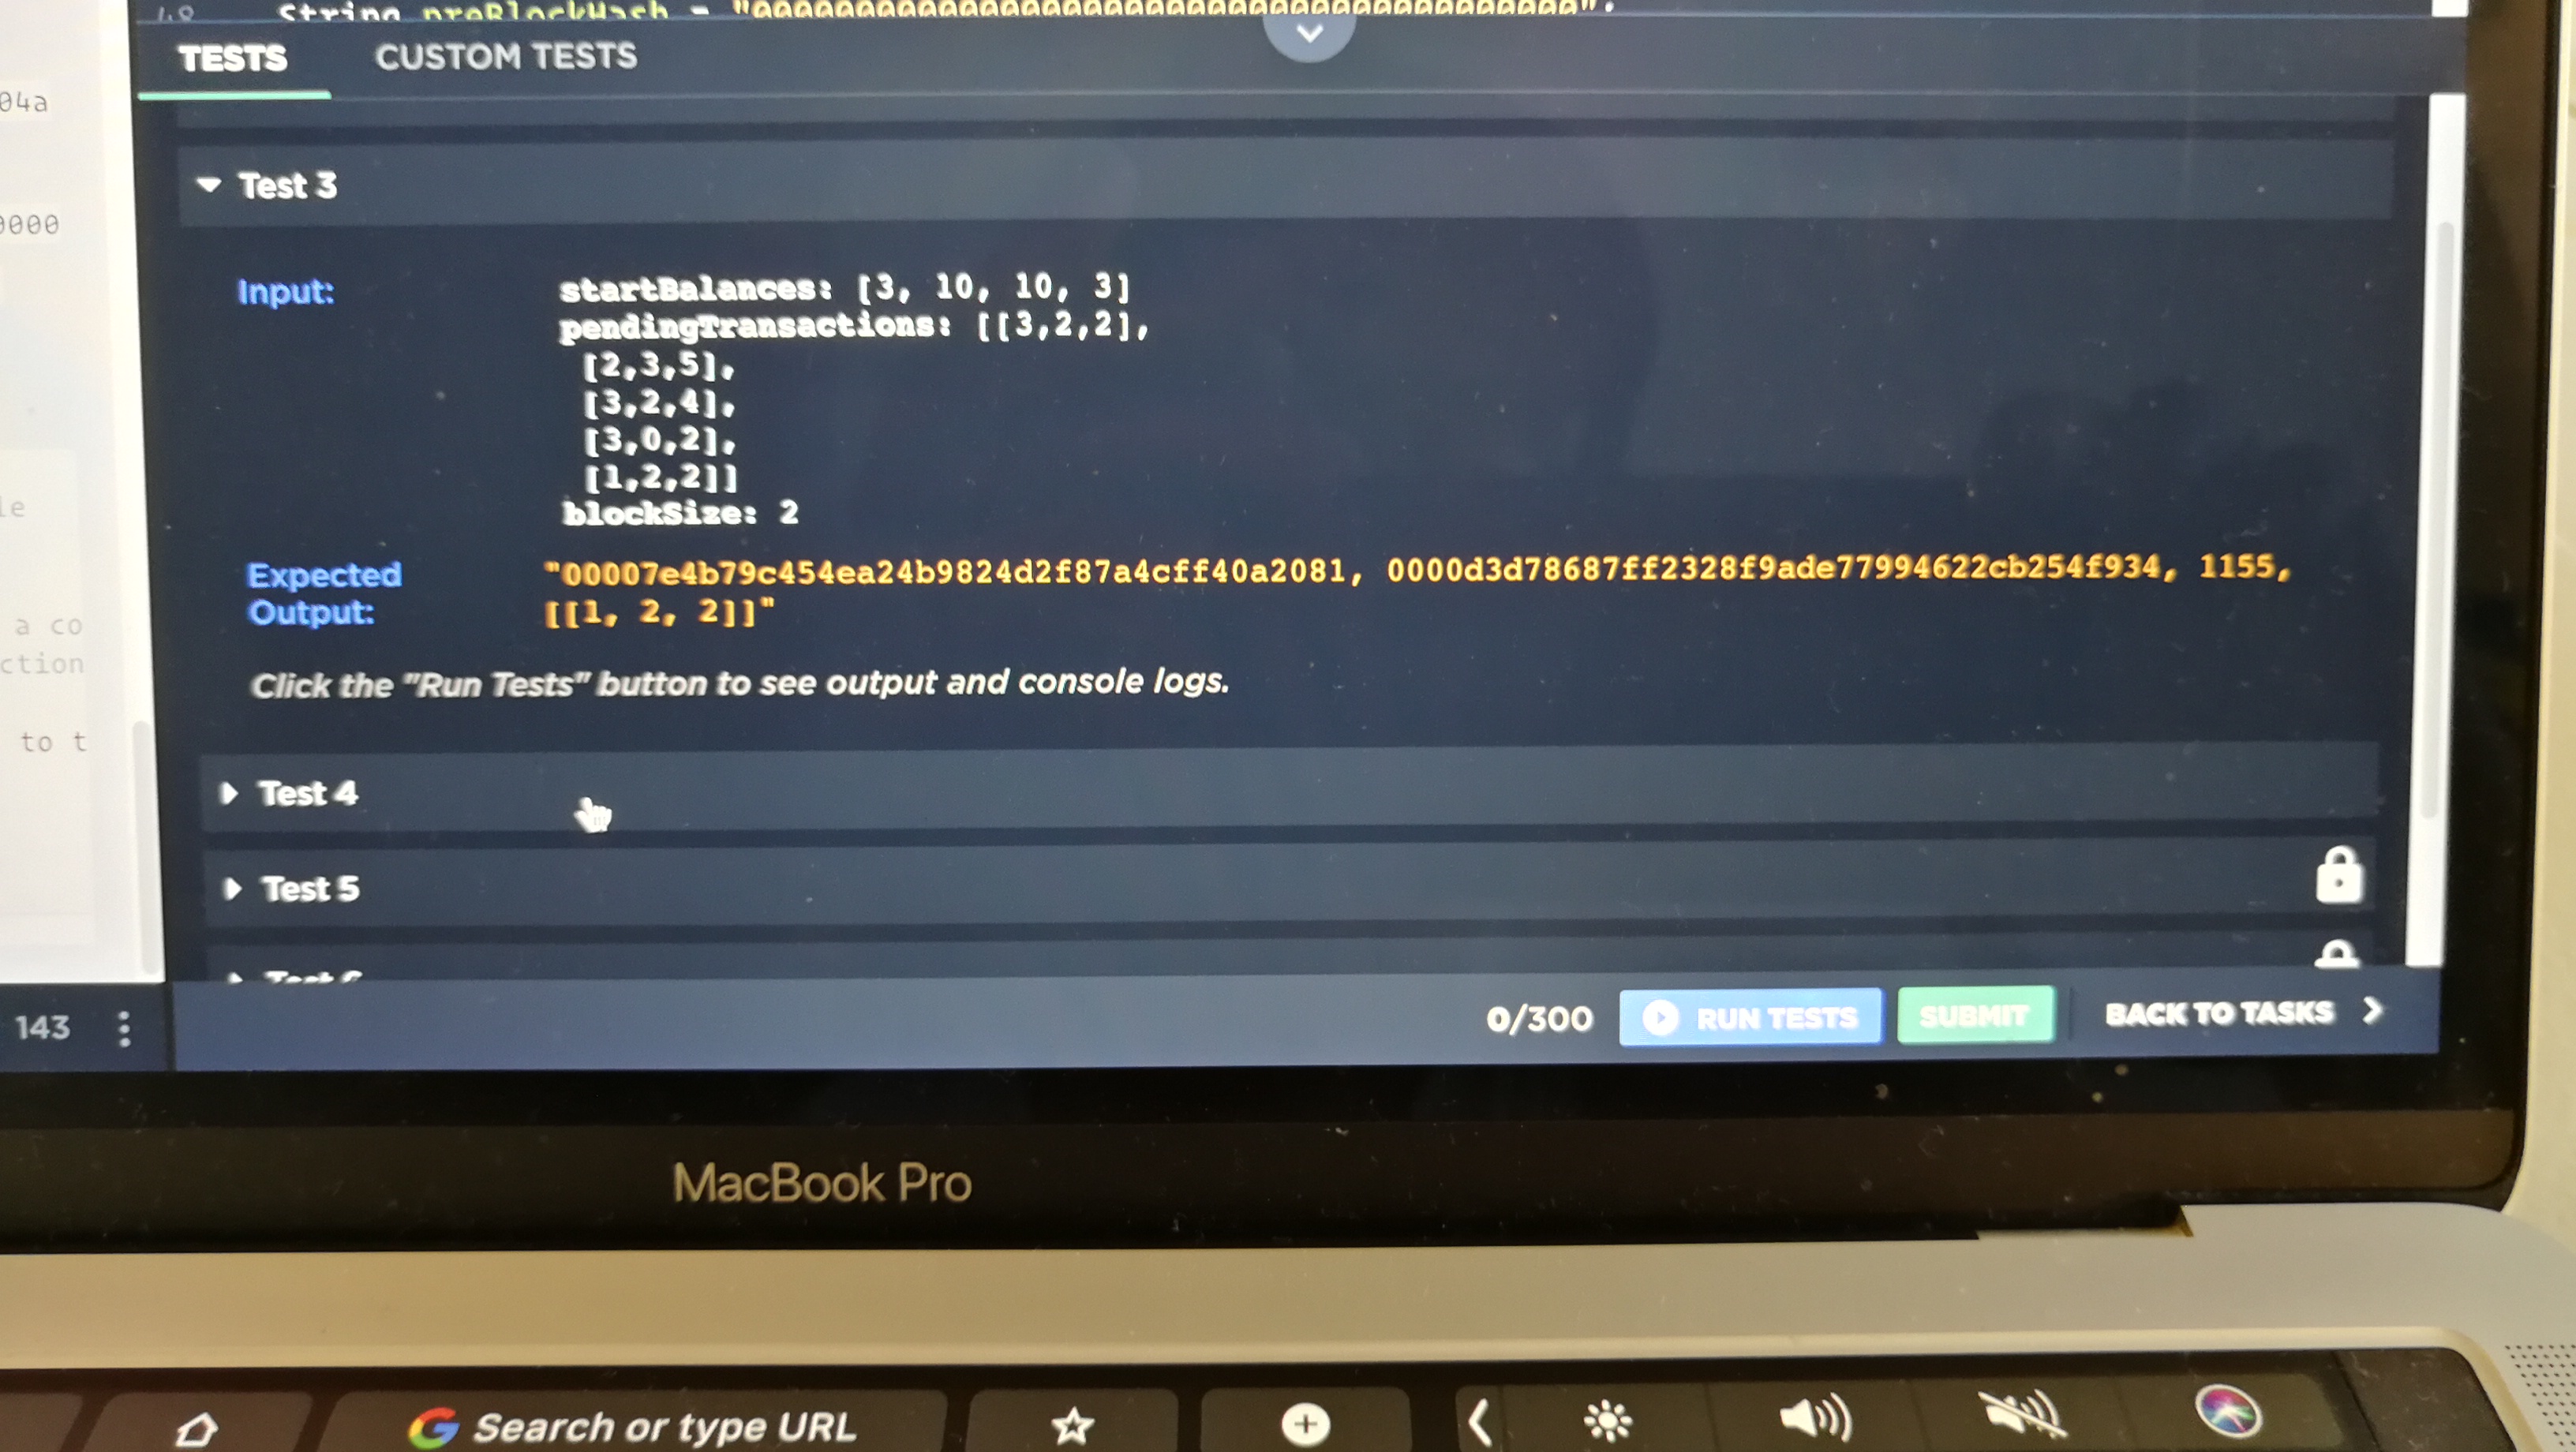 String preBlockHash = "0000000000000000000000000000000000000000";
TESTS CUSTOM TESTS
04a
0000
le
a co
ction
to t
Test 3
Input:
startBalances: [3, 10, 10, 3]
pendingTransactions: [[3,2,2],
[2,3,5],
[3,2,4],
[3,0,2],
[1,2,2]]
blockSize: 2
Expected
Output:
"00007e4b79c454ea24b9824d2f87a4cff40a2081, 0000d3d78687ff2328f9ade77994622cb254f934, 1155,
[[1, 2, 2]]"
Click the "Run Tests" button to see output and console logs.
Test 4
Test 5
Test 6
143
0/300 RUN TESTS SUBMIT BACK TO TASKS
MacBook Pro
G Search or type URL